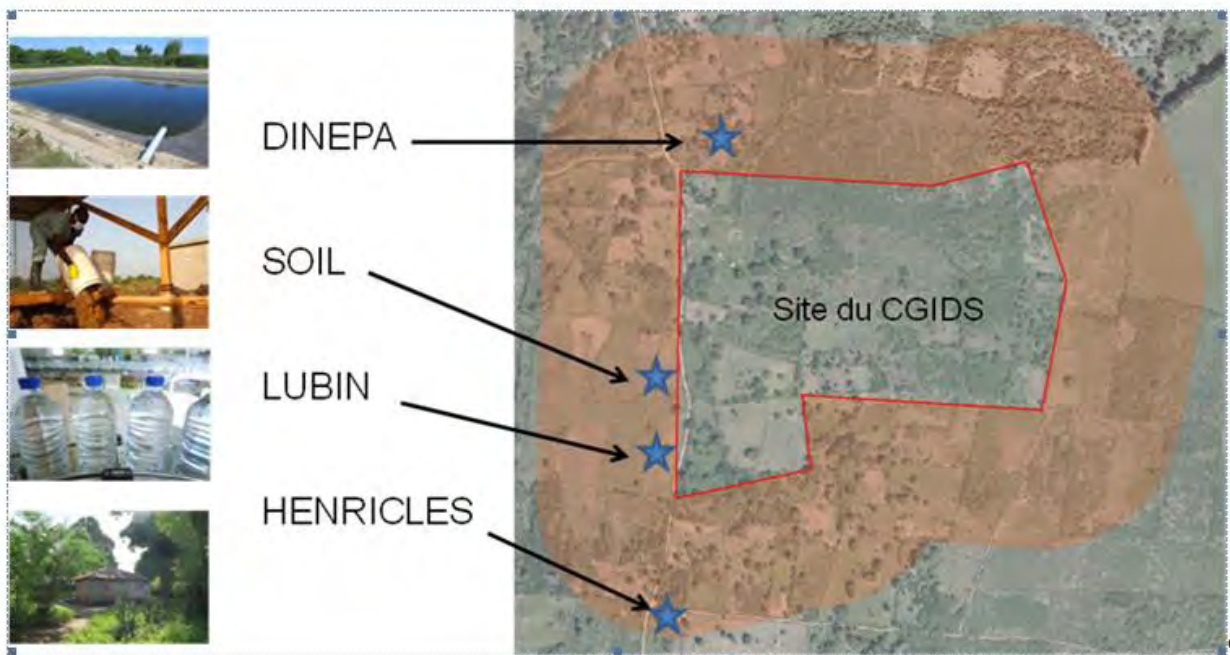 DINEPA
SOIL
LUBIN
HENRICLES
Site du CGIDS